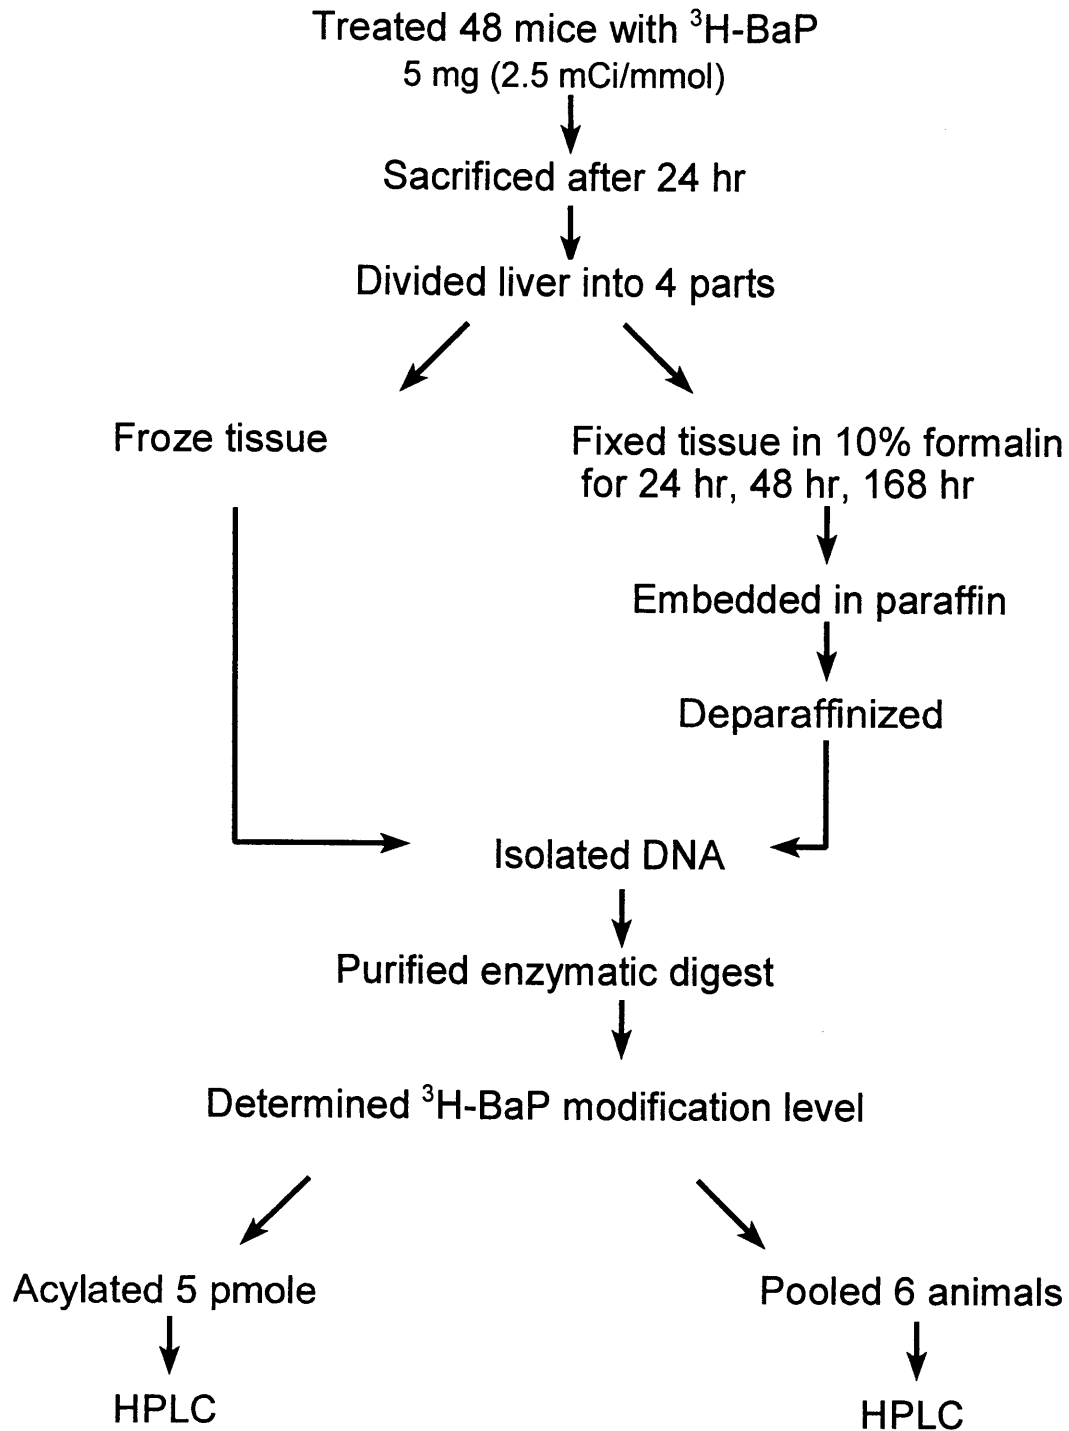 Treated 48 mice with ³H-BaP
5 mg (2.5 mCi/mmol)
Sacrificed after 24 hr
Divided liver into 4 parts
Froze tissue
Fixed tissue in 10% formalin
for 24 hr, 48 hr, 168 hr
Embedded in paraffin
Deparaffinized
Isolated DNA
Purified enzymatic digest
Determined ³H-BaP modification level
Acylated 5 pmole
Pooled 6 animals
HPLC
HPLC